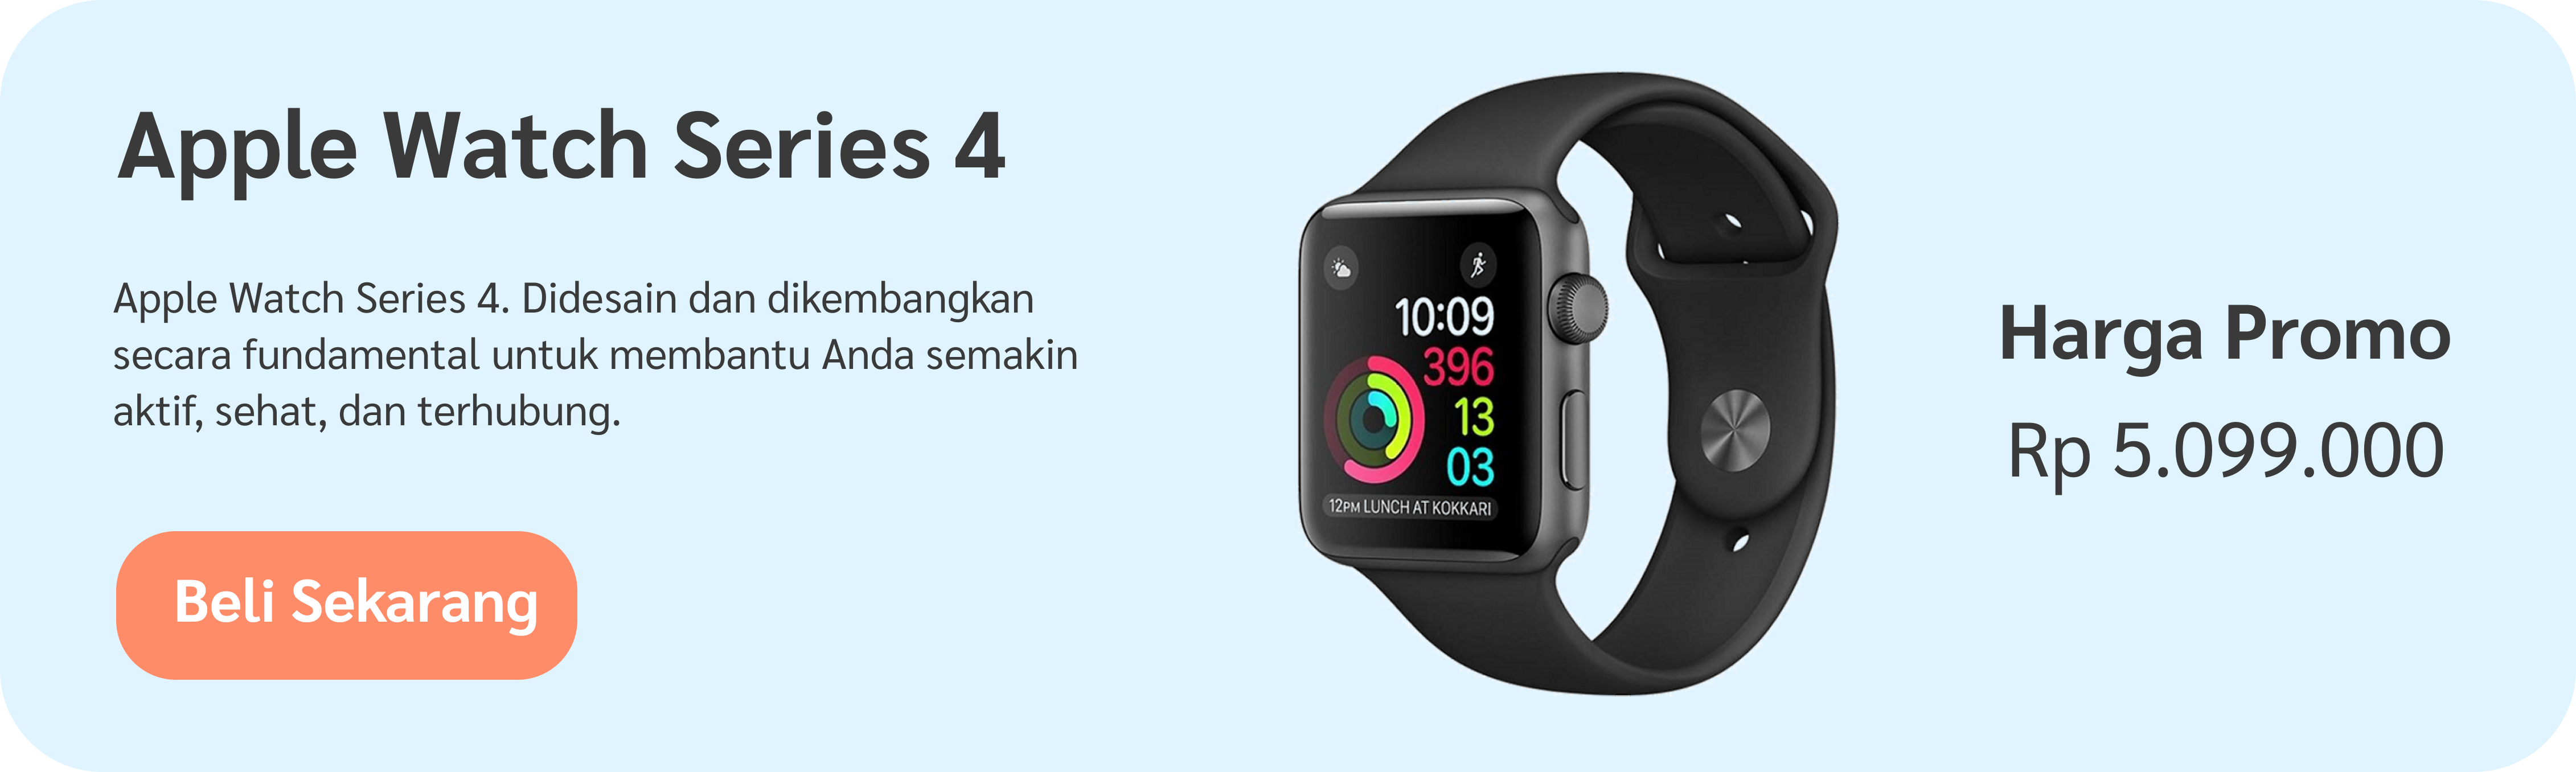 Apple Watch Series 4
Apple Watch Series 4. Didesain dan dikembangkan
secara fundamental untuk membantu Anda semakin
aktif, sehat, dan terhubung.
Beli Sekarang
10:09
396
13
03
12PM LUNCH AT KOKKARI
Harga Promo
Rp 5.099.000